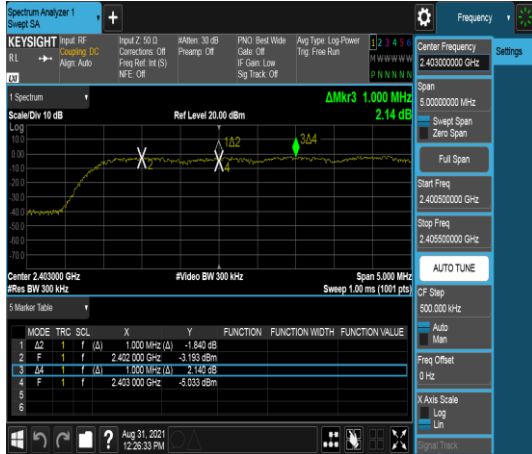 Spectrum Analyzer 1
Swept SA
Frequency
KEYSIGHT
RL
LXI
Input: RF
Coupling: DC
Align: Auto
Input Z: 50 Ω
Corrections: Off
Freq Ref: Int (S)
NFE: Off
#Atten: 30 dB
Preamp: Off
PNO: Best Wide
Gate: Off
IF Gain: Low
Sig Track: Off
Avg Type: Log-Power
Trig: Free Run
1 2 3 4 5 6
M W W W W W
P N N N N N
1 Spectrum
ΔMkr3 1.000 MHz
Scale/Div 10 dB
Ref Level 20.00 dBm
2.14 dB
Log
10.0
0.00
-10.0
-20.0
-30.0
-40.0
-50.0
-60.0
-70.0
1Δ2
3Δ4
2
4
Center 2.403000 GHz
#Video BW 300 kHz
Span 5.000 MHz
#Res BW 300 kHz
Sweep 1.00 ms (1001 pts)
5 Marker Table
MODE TRC SCL X Y FUNCTION FUNCTION WIDTH FUNCTION VALUE
1 Δ2 1 f (Δ) 1.000 MHz (Δ) -1.840 dB
2 F 1 f 2.402 000 GHz -3.193 dBm
3 Δ4 1 f (Δ) 1.000 MHz (Δ) 2.140 dB
4 F 1 f 2.403 000 GHz -5.033 dBm
5
6
Aug 31, 2021
12:26:33 PM
Center Frequency
2.403000000 GHz
Settings
Span
5.00000000 MHz
Swept Span
Zero Span
Full Span
Start Freq
2.400500000 GHz
Stop Freq
2.405500000 GHz
AUTO TUNE
CF Step
500.000 kHz
Auto
Man
Freq Offset
0 Hz
X Axis Scale
Log
Lin
Signal Track